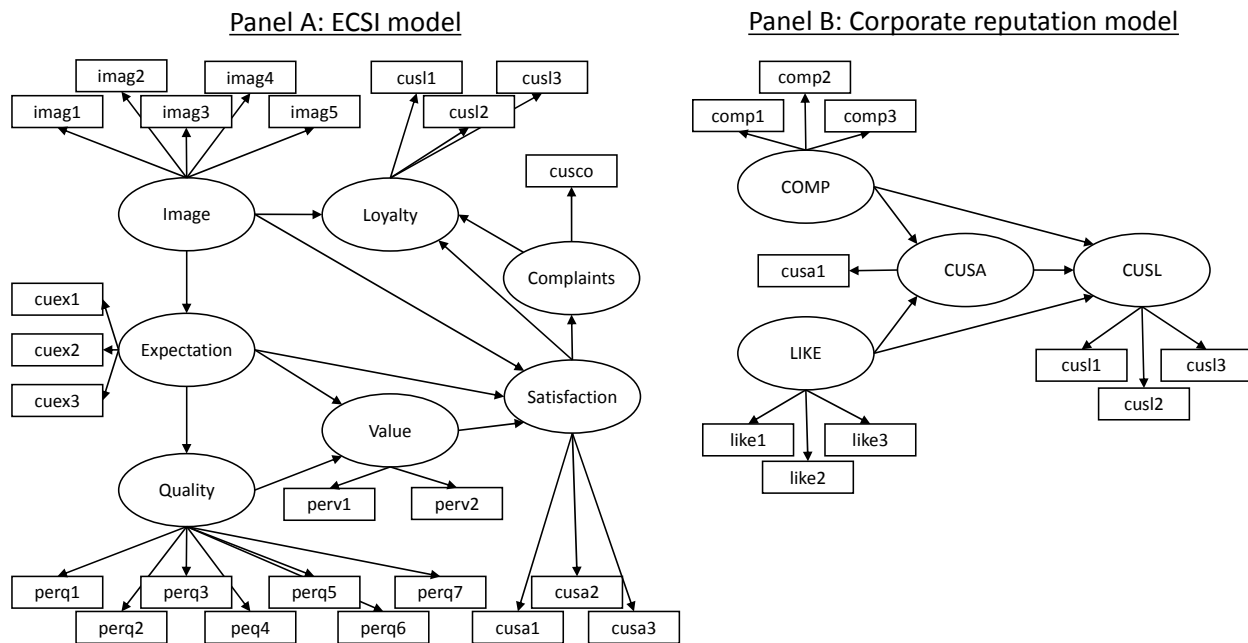 Panel A: ECSI model
imag2
imag4
imag1
imag3
imag5
cusl1
cusl3
cusl2
cusco
Image
Loyalty
Complaints
cuex1
cuex2
cuex3
Expectation
Satisfaction
Value
Quality
perv1
perv2
perq1
perq3
perq5
perq7
perq2
peq4
perq6
cusa2
cusa1
cusa3
Panel B: Corporate reputation model
comp2
comp1
comp3
COMP
cusa1
CUSA
CUSL
LIKE
cusl1
cusl3
cusl2
like1
like3
like2